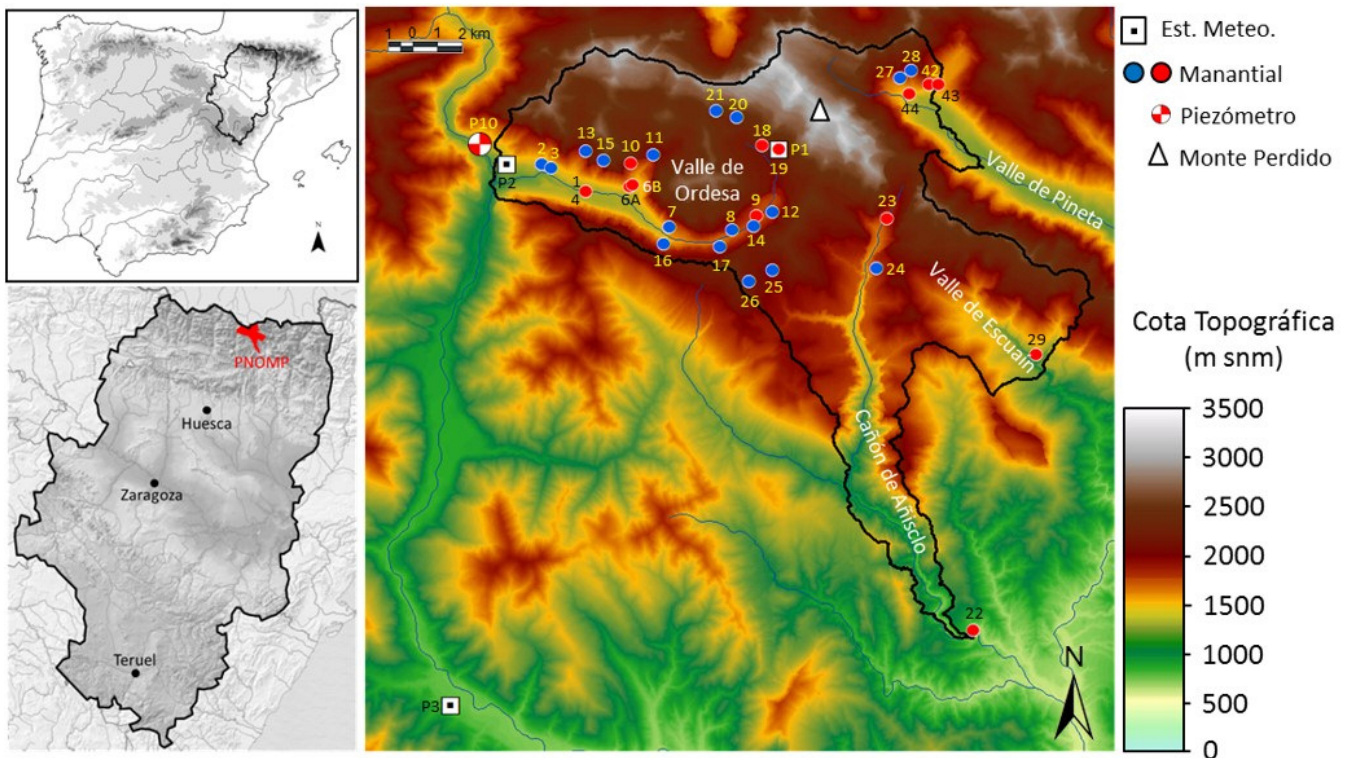 N
PNOMP
Huesca
Zaragoza
Teruel
1 0 1 2 km
P10
P2
2
3
13
15
10
11
1
4
6A
6B
7
16
17
8
9
14
12
21
20
18
P1
19
Valle de
Ordesa
27
28
42
43
44
Valle de Pineta
23
24
25
26
Valle de Escuain
29
Cañón de Añisclo
22
P3
N
Est. Meteo.
Manantial
Piezómetro
Monte Perdido
Cota Topográfica
(m snm)
3500
3000
2500
2000
1500
1000
500
0